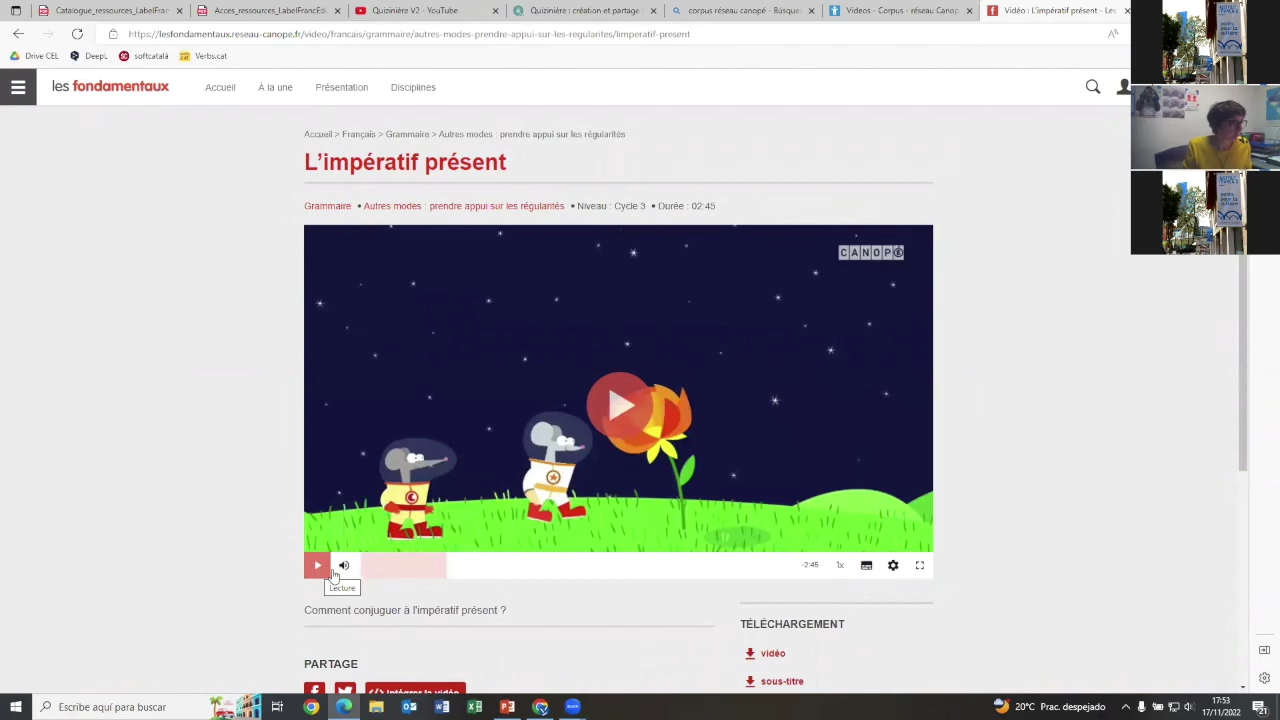 Catalogue_ressources_LabelFran
Acces_ressources_LabelFrancEd
Quizinière V2 - YouTube
Quizinière : création et partage
corpus réseau canopé - Búsque
Videos - Corpus - réseau Canop
L'impératif présent - Les
https://lesfondamentaux.reseau-canope.fr/video/francais/grammaire/autres-modes-prendre-appui-sur-les-regularites/limperatif-present
Drive CEL
DeepL
softcatalà
Verbs.cat
les fondamentaux
Accueil
À la une
Présentation
Disciplines
Accueil > Français > Grammaire > Autres modes : prendre appui sur les régularités
L'impératif présent
Grammaire • Autres modes : prendre appui sur les régularités • Niveau : Cycle 3 • Durée : 02:45
CANOPÉ
-2:45
1x
Lecture
Comment conjuguer à l'impératif présent ?
TÉLÉCHARGEMENT
vidéo
PARTAGE
sous-titre
</> Intégrer la vidéo
Escribe aquí para buscar
20°C Prac. despejado
17:53
17/11/2022